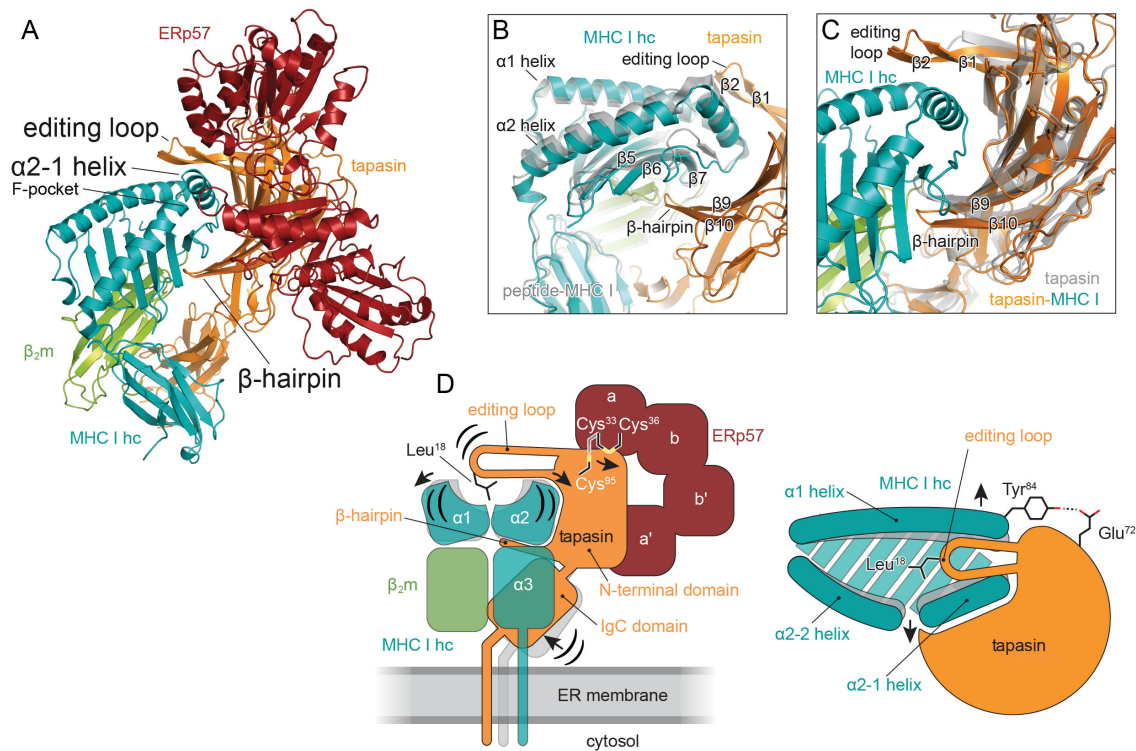 A
ERp57
editing loop
α2-1 helix
F-pocket
tapasin
β₂m
β-hairpin
MHC I hc
B
MHC I hc
tapasin
editing loop
α1 helix
β2
β1
α2 helix
β5
β6
β7
β9
β-hairpin
β10
peptide-MHC I
C
editing
loop
β2
β1
MHC I hc
β9
β10
β-hairpin
tapasin
tapasin-MHC I
D
editing loop
a
Cys³³
Cys³⁶
b
ERp57
Leu¹⁸
Cys⁹⁵
b'
α1
α2
β-hairpin
tapasin
a'
β₂m
α3
N-terminal domain
IgC domain
MHC I hc
ER membrane
cytosol
editing loop
MHC I hc
α1 helix
Tyr⁸⁴
Glu⁷²
Leu¹⁸
α2-2 helix
tapasin
α2-1 helix